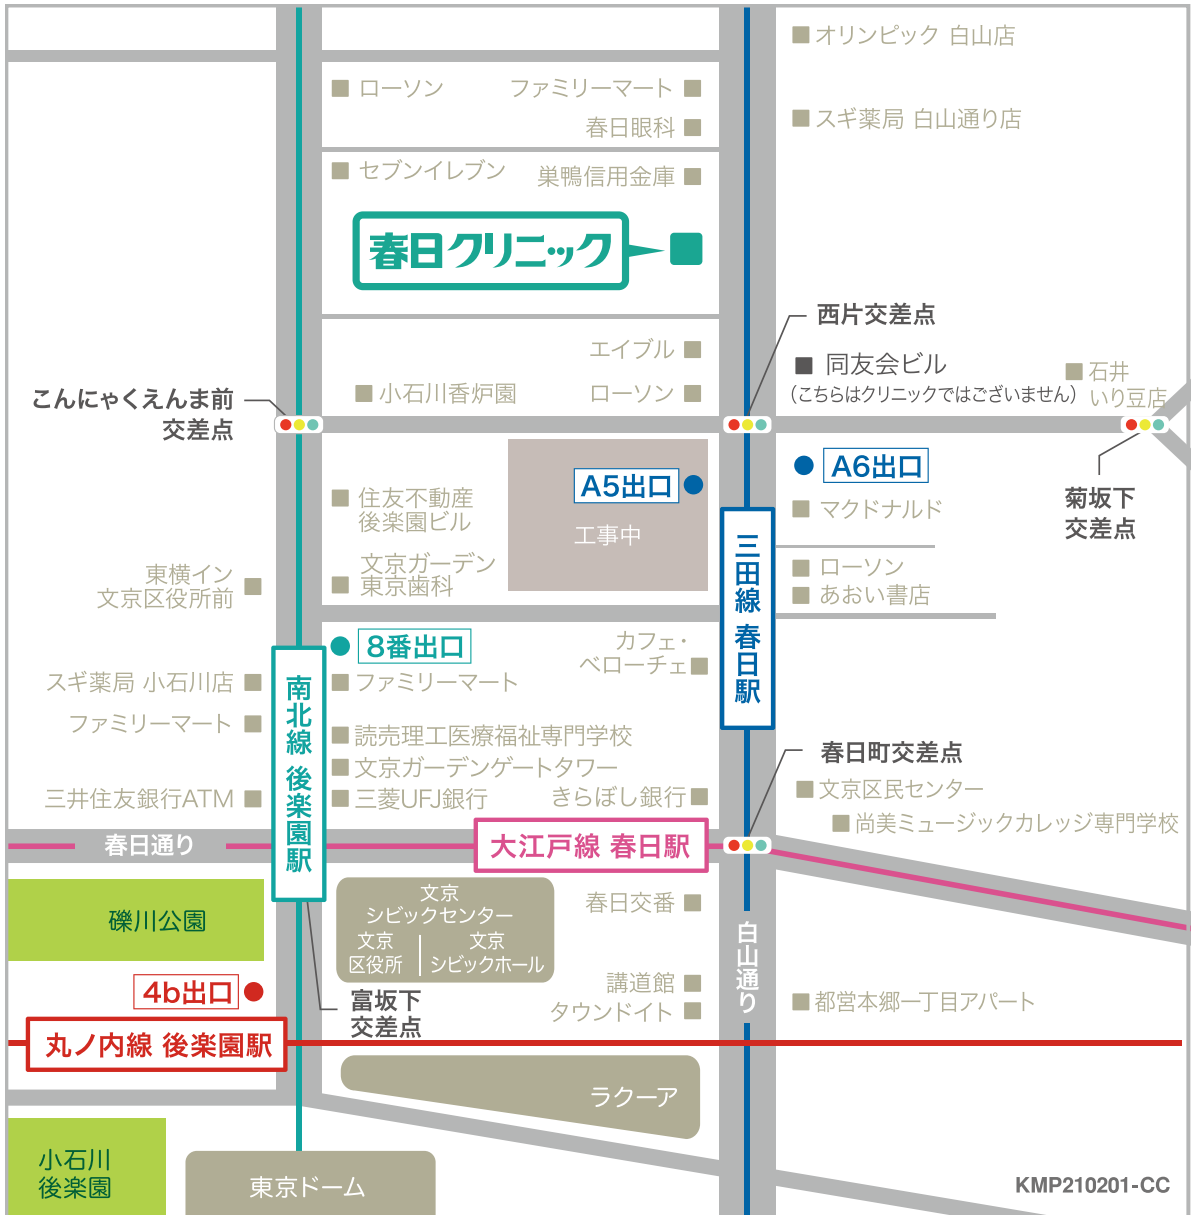 オリンピック 白山店
ローソン
ファミリーマート
春日眼科
スギ薬局 白山通り店
セブンイレブン
巣鴨信用金庫
春日クリニック
西片交差点
エイブル
同友会ビル
(こちらはクリニックではございません)
石井
いり豆店
小石川香炉園
ローソン
こんにゃくえんま前
交差点
A5出口
A6出口
住友不動産
後楽園ビル
工事中
マクドナルド
菊坂下
交差点
文京ガーデン
東京歯科
東横イン
文京区役所前
三田線 春日駅
ローソン
あおい書店
8番出口
カフェ・
ベローチェ
スギ薬局 小石川店
ファミリーマート
南北線 後楽園駅
ファミリーマート
読売理工医療福祉専門学校
文京ガーデンゲートタワー
三井住友銀行ATM
三菱UFJ銀行
きらぼし銀行
春日町交差点
文京区民センター
尚美ミュージックカレッジ専門学校
春日通り
大江戸線 春日駅
礫川公園
文京
シビックセンター
文京
区役所
文京
シビックホール
春日交番
白山通り
4b出口
富坂下
交差点
講道館
タウンドイト
都営本郷一丁目アパート
丸ノ内線 後楽園駅
ラクーア
小石川
後楽園
東京ドーム
KMP210201-CC